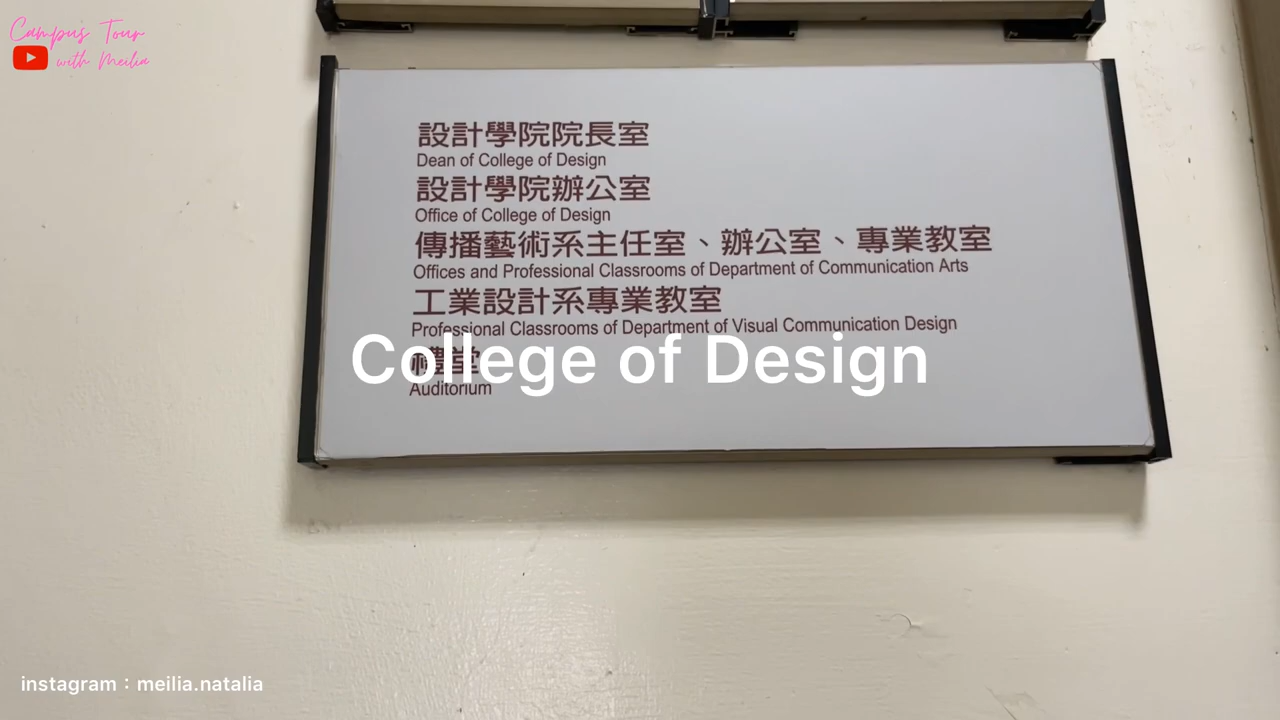 Campus Tour
with Meilia
設計學院院長室
Dean of College of Design
設計學院辦公室
Office of College of Design
傳播藝術系主任室、辦公室、專業教室
Offices and Professional Classrooms of Department of Communication Arts
工業設計系專業教室
Professional Classrooms of Department of Visual Communication Design
禮堂
College of Design
Auditorium
instagram：meilia.natalia